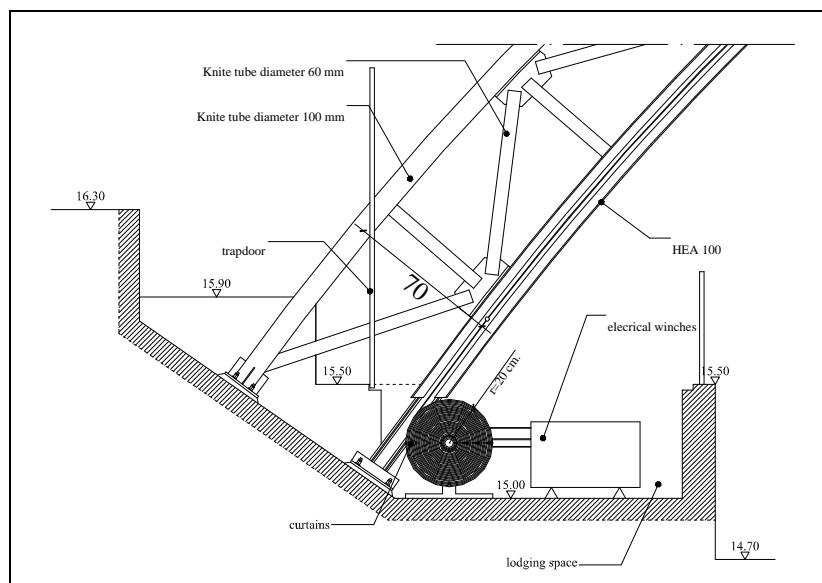 Knite tube diameter 60 mm
Knite tube diameter 100 mm
16.30
trapdoor
HEA 100
15.90
70
elecrical winches
r=20 cm.
15.50
15.50
15.00
curtains
lodging space
14.70